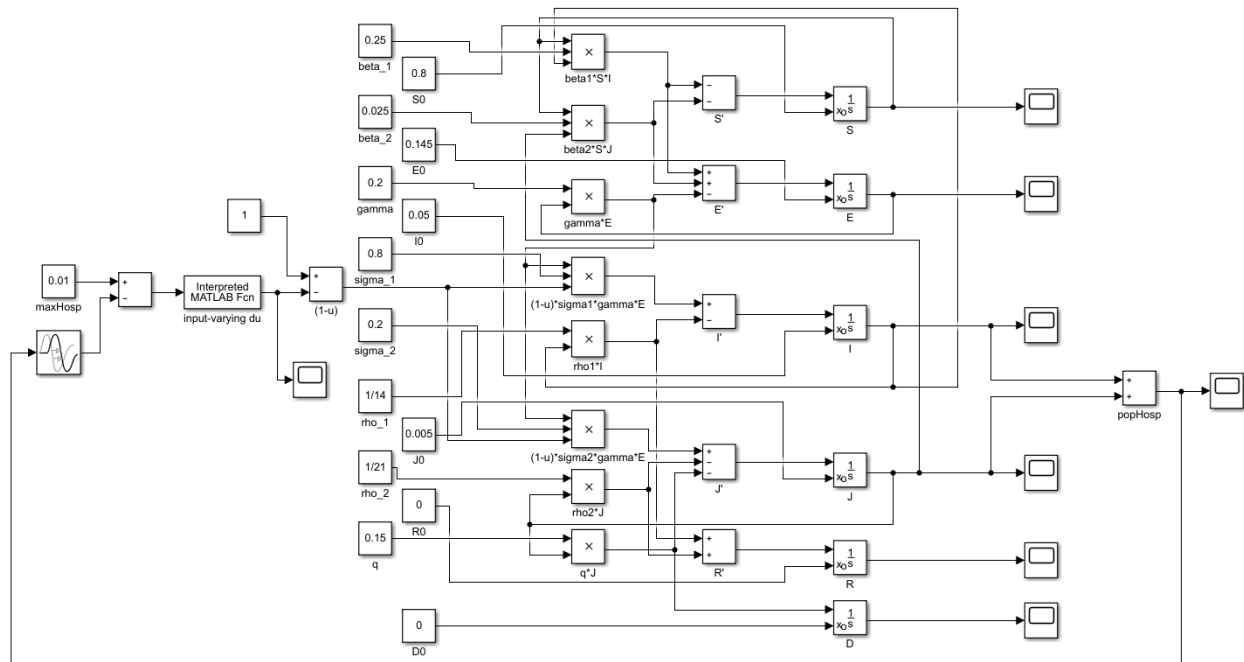 0.25
beta_1
0.8
S0
0.025
beta_2
0.145
E0
0.2
gamma
0.05
I0
1
0.01
maxHosp
+
−
Interpreted
MATLAB Fcn
input-varying du
+
−
(1-u)
0.8
sigma_1
0.2
sigma_2
1/14
rho_1
0.005
J0
1/21
rho_2
0
R0
0.15
q
0
D0
×
beta1*S*I
×
beta2*S*J
×
gamma*E
×
(1-u)*sigma1*gamma*E
×
rho1*I
×
(1-u)*sigma2*gamma*E
×
rho2*J
×
q*J
−
−
S'
+
+
−
E'
+
−
I'
+
−
−
J'
+
+
R'
1
s
xo
S
1
s
xo
E
1
s
xo
I
1
s
xo
J
1
s
xo
R
1
s
xo
D
+
+
popHosp